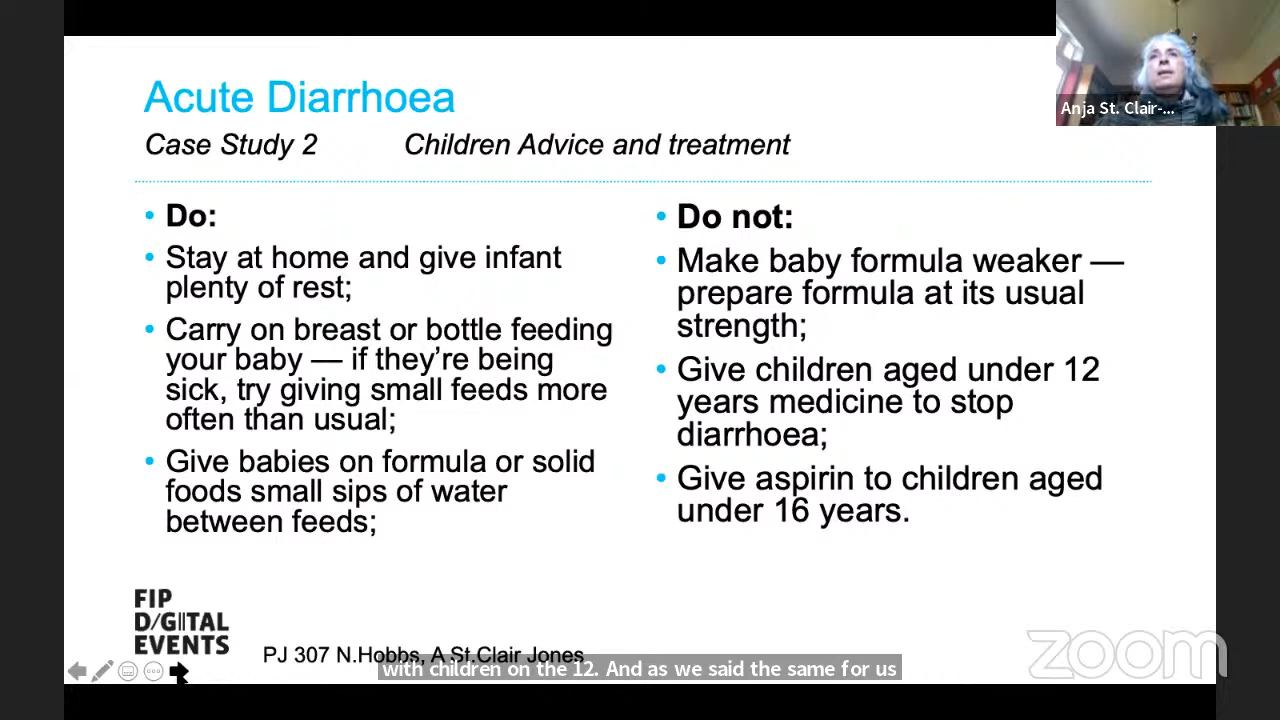 Anja St. Clair-...
Acute Diarrhoea
Case Study 2 Children Advice and treatment
• Do:
• Stay at home and give infant
plenty of rest;
• Carry on breast or bottle feeding
your baby — if they're being
sick, try giving small feeds more
often than usual;
• Give babies on formula or solid
foods small sips of water
between feeds;
• Do not:
• Make baby formula weaker —
prepare formula at its usual
strength;
• Give children aged under 12
years medicine to stop
diarrhoea;
• Give aspirin to children aged
under 16 years.
FIP
D/GITAL
EVENTS
PJ 307 N.Hobbs, A St.Clair Jones
with children on the 12. And as we said the same for us
zoom